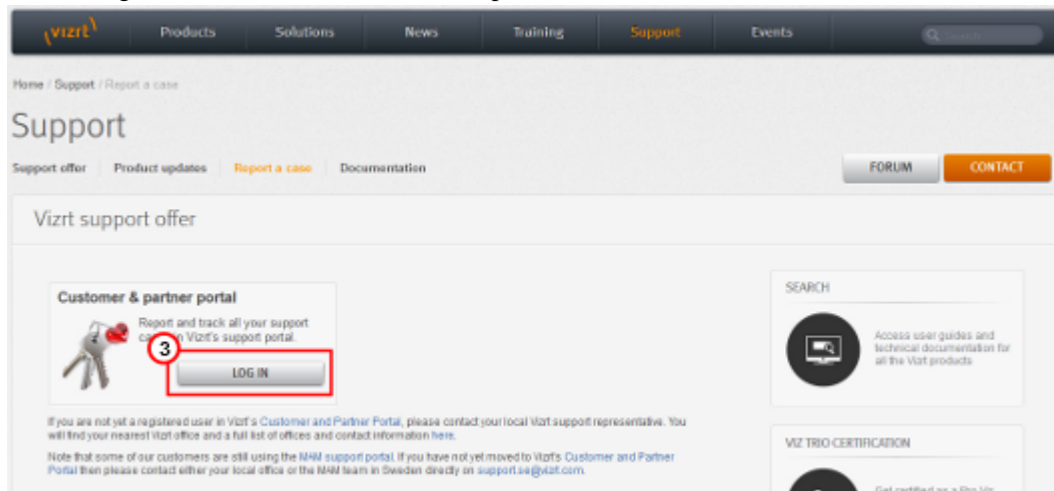 vizrt Products Solutions News Training Support Events Search
Home / Support / Report a case
Support
Support offer Product updates Report a case Documentation FORUM CONTACT
Vizrt support offer
Customer & partner portal
Report and track all your support
in Vizrt's support portal.
3
LOG IN
If you are not yet a registered user in Vizrt's Customer and Partner Portal, please contact your local Vizrt support representative. You
will find your nearest Vizrt office and a full list of offices and contact information here.
Note that some of our customers are still using the MAM support portal. If you have not yet moved to Vizrt's Customer and Partner
Portal then please contact either your local office or the MAM team in Sweden directly on support.se@vizrt.com.
SEARCH
Access user guides and
technical documentation for
all the Vizrt products
VIZ TRIO CERTIFICATION
Get certified as a Pro Viz